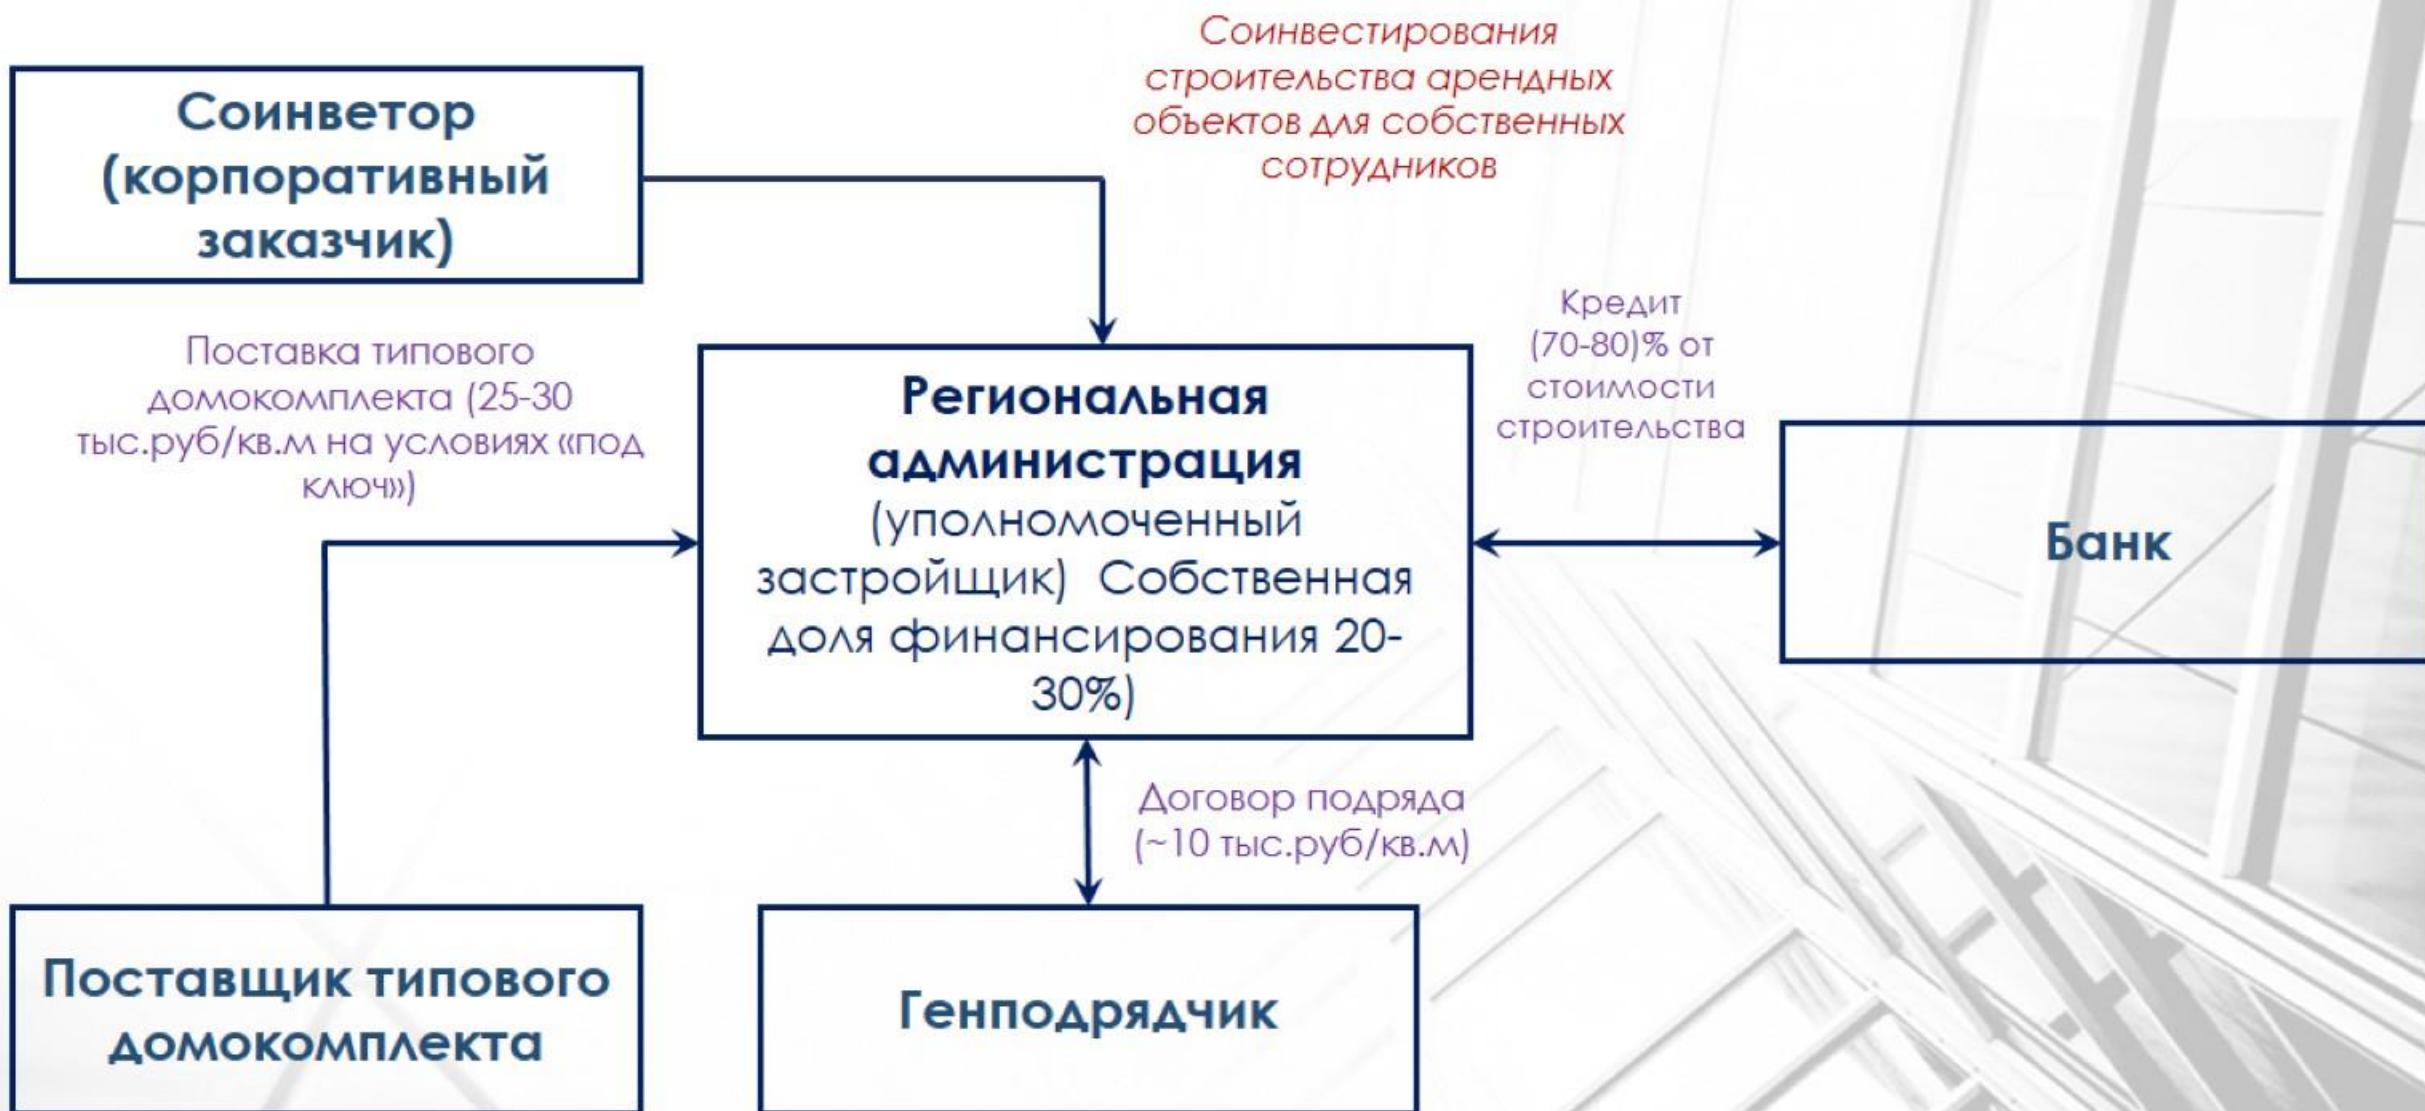 Соинвестирования
строительства арендных
объектов для собственных
сотрудников
Соинветор
(корпоративный
заказчик)
Кредит
(70-80)% от
стоимости
строительства
Поставка типового
домокомплекта (25-30
тыс.руб/кв.м на условиях «под
ключ»)
Региональная
администрация
(уполномоченный
застройщик) Собственная
доля финансирования 20-
30%)
Банк
Договор подряда
(~10 тыс.руб/кв.м)
Поставщик типового
домокомплекта
Генподрядчик